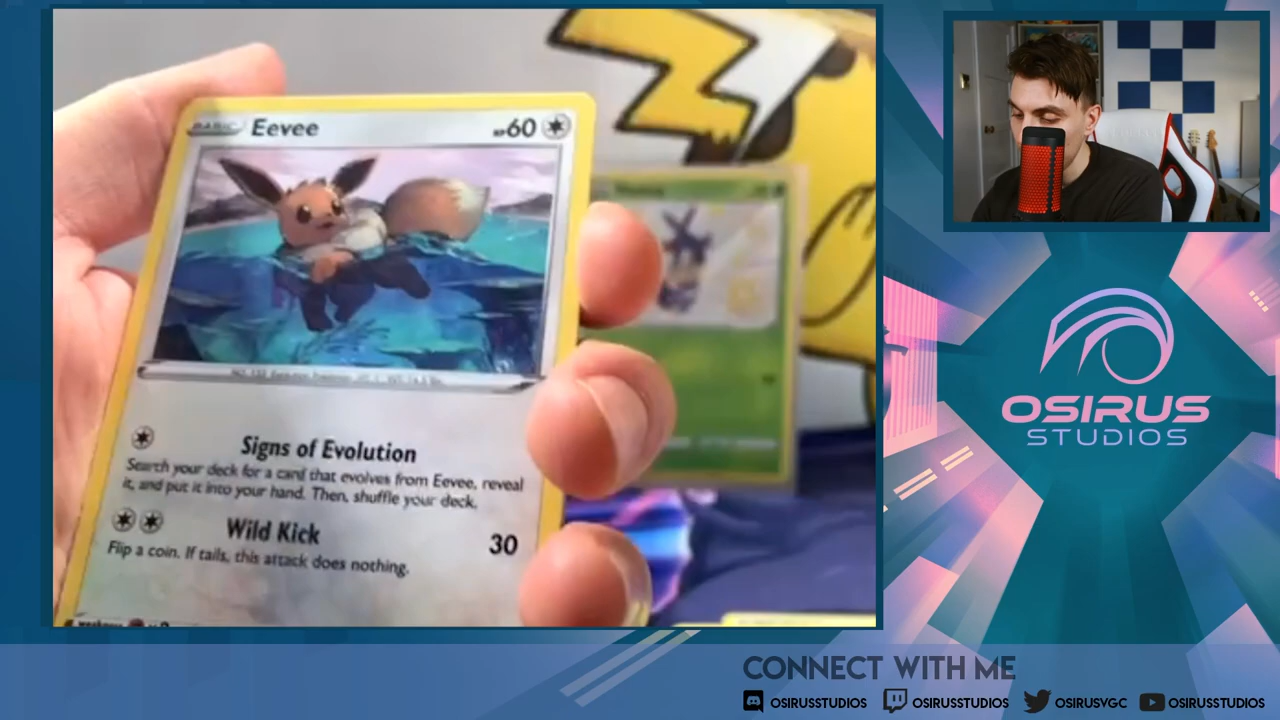 BASIC Eevee HP60
Signs of Evolution
Search your deck for a card that evolves from Eevee, reveal
it, and put it into your hand. Then, shuffle your deck.
Wild Kick 30
Flip a coin. If tails, this attack does nothing.
OSIRUS
STUDIOS
CONNECT WITH ME
OSIRUSSTUDIOS OSIRUSSTUDIOS OSIRUSVGC OSIRUSSTUDIOS